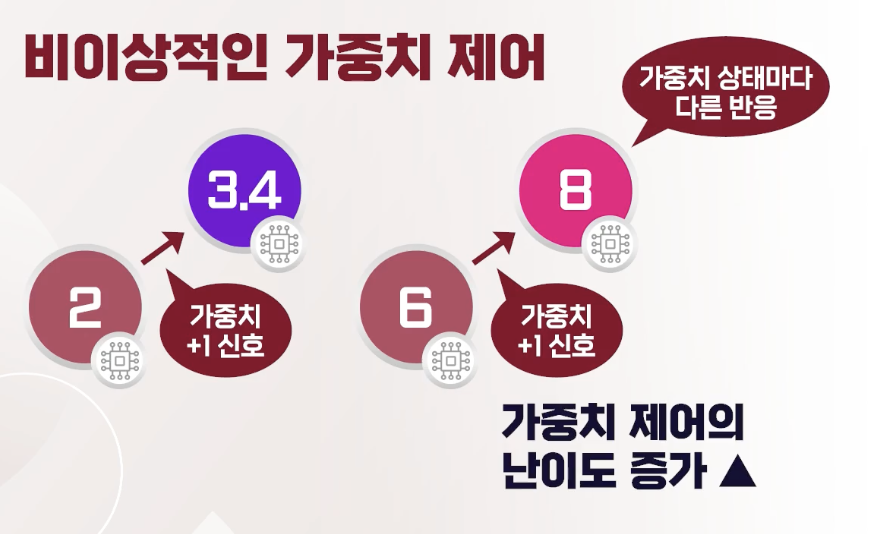 비이상적인 가중치 제어
가중치 상태마다
다른 반응
3.4
8
2
가중치
+1 신호
6
가중치
+1 신호
가중치 제어의
난이도 증가 ▲